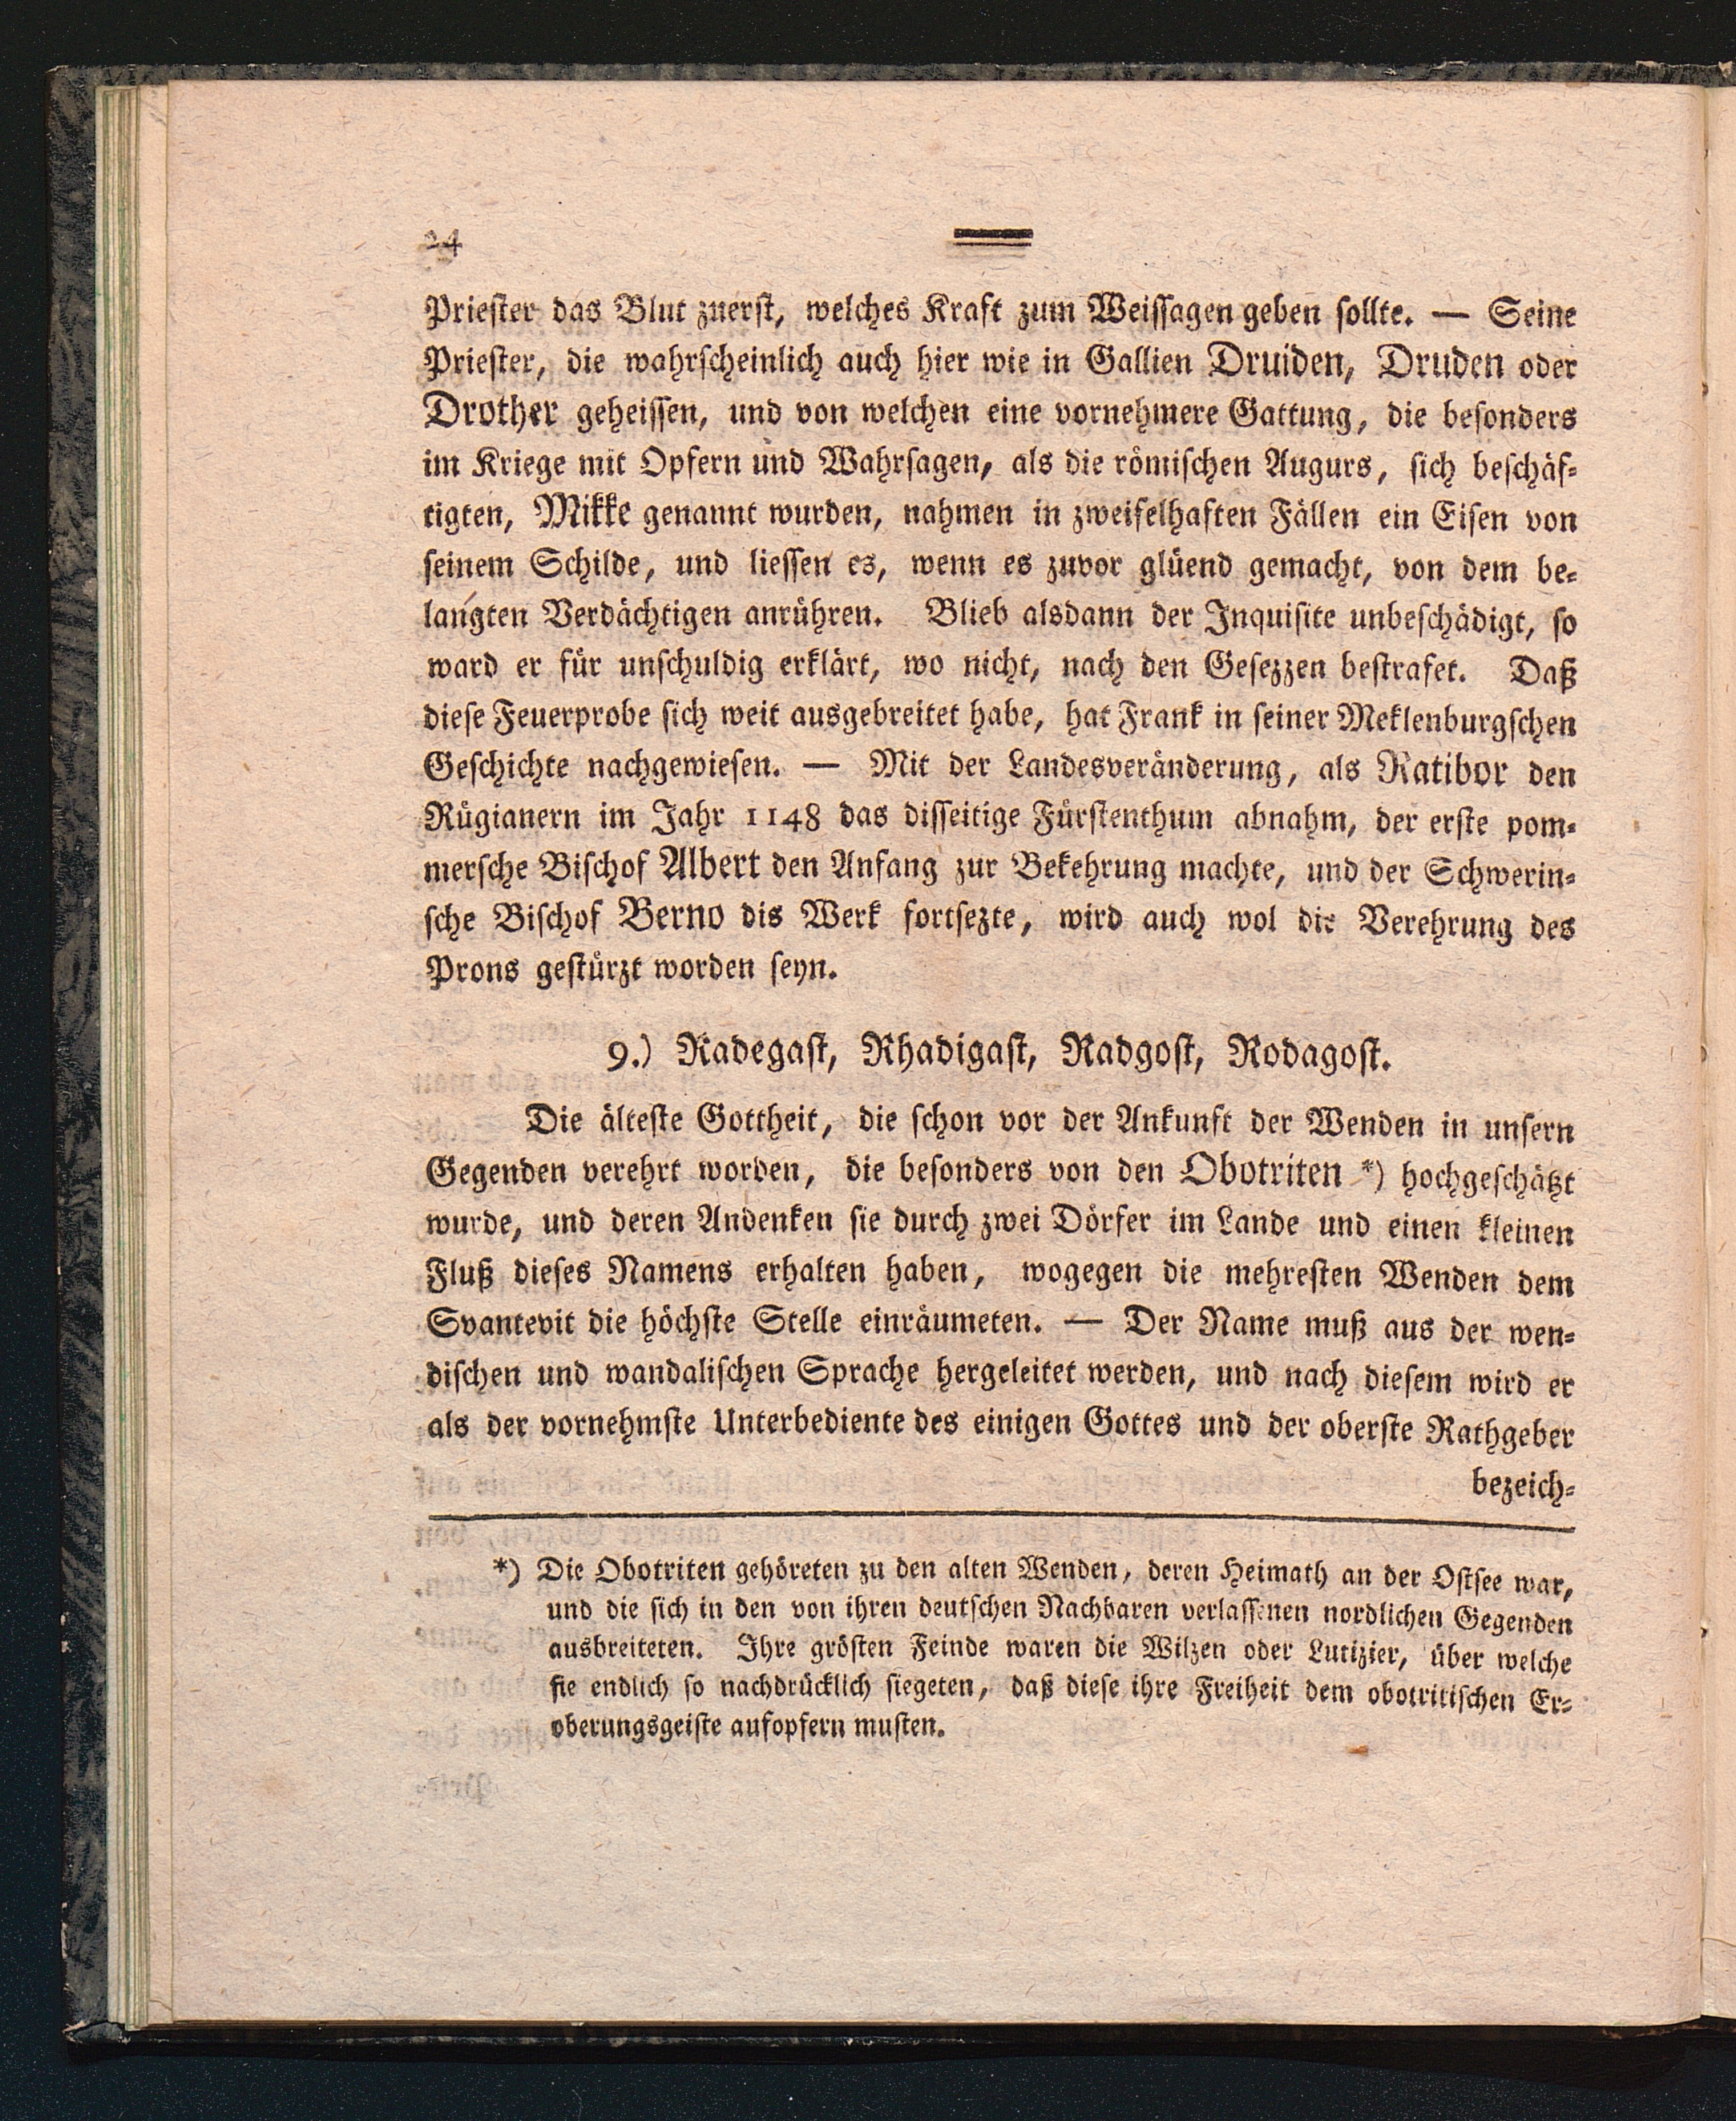 24
Priester das Blut zuerst, welches Kraft zum Weissagen geben sollte. — Seine
Priester, die wahrscheinlich auch hier wie in Gallien Druiden, Druden oder
Drother geheissen, und von welchen eine vornehmere Gattung, die besonders
im Kriege mit Opfern und Wahrsagen, als die römischen Augurs, sich beschäf-
tigten, Mikke genannt wurden, nahmen in zweifelhaften Fällen ein Eisen von
seinem Schilde, und liessen es, wenn es zuvor glüend gemacht, von dem be-
langten Verdächtigen anrühren. Blieb alsdann der Inquisite unbeschädigt, so
ward er für unschuldig erklärt, wo nicht, nach den Gesezzen bestrafet. Daß
diese Feuerprobe sich weit ausgebreitet habe, hat Frank in seiner Meklenburgschen
Geschichte nachgewiesen. — Mit der Landesveränderung, als Ratibor den
Rügianern im Jahr 1148 das disseitige Fürstenthum abnahm, der erste pom-
mersche Bischof Albert den Anfang zur Bekehrung machte, und der Schwerin-
sche Bischof Berno dis Werk fortsezte, wird auch wol die Verehrung des
Prons gestürzt worden seyn.
9.) Radegast, Rhadigast, Radgost, Rodagost.
Die älteste Gottheit, die schon vor der Ankunft der Wenden in unsern
Gegenden verehrt worden, die besonders von den Obotriten *) hochgeschätzt
wurde, und deren Andenken sie durch zwei Dörfer im Lande und einen kleinen
Fluß dieses Namens erhalten haben, wogegen die mehresten Wenden dem
Svantevit die höchste Stelle einräumeten. — Der Name muß aus der wen-
dischen und wandalischen Sprache hergeleitet werden, und nach diesem wird er
als der vornehmste Unterbediente des einigen Gottes und der oberste Rathgeber
bezeich-
*) Die Obotriten gehöreten zu den alten Wenden, deren Heimath an der Ostsee war,
und die sich in den von ihren deutschen Nachbaren verlassenen nordlichen Gegenden
ausbreiteten. Ihre grösten Feinde waren die Wilzen oder Lutizier, über welche
sie endlich so nachdrücklich siegeten, daß diese ihre Freiheit dem obotritischen Er-
oberungsgeiste aufopfern musten.